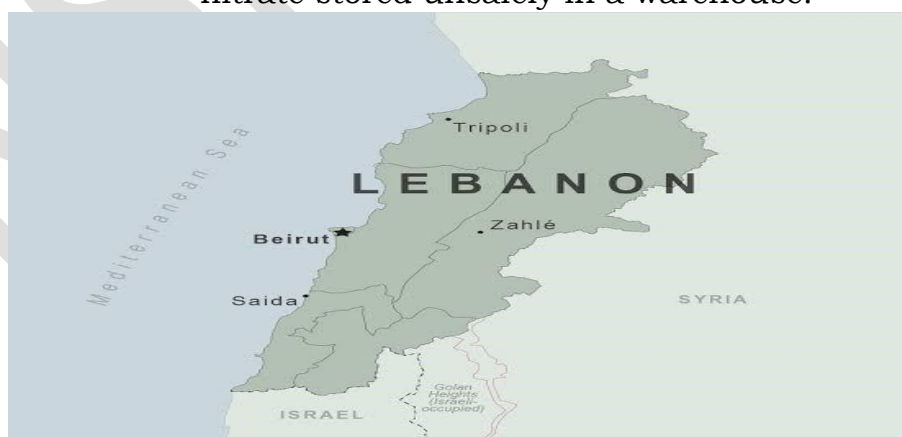 nitrate stored unsafely in a warehouse.
Tripoli
LEBANON
Mediterranean Sea
Zahlé
Beirut
Saida
SYRIA
Golan
Heights
(Israeli-
occupied)
ISRAEL